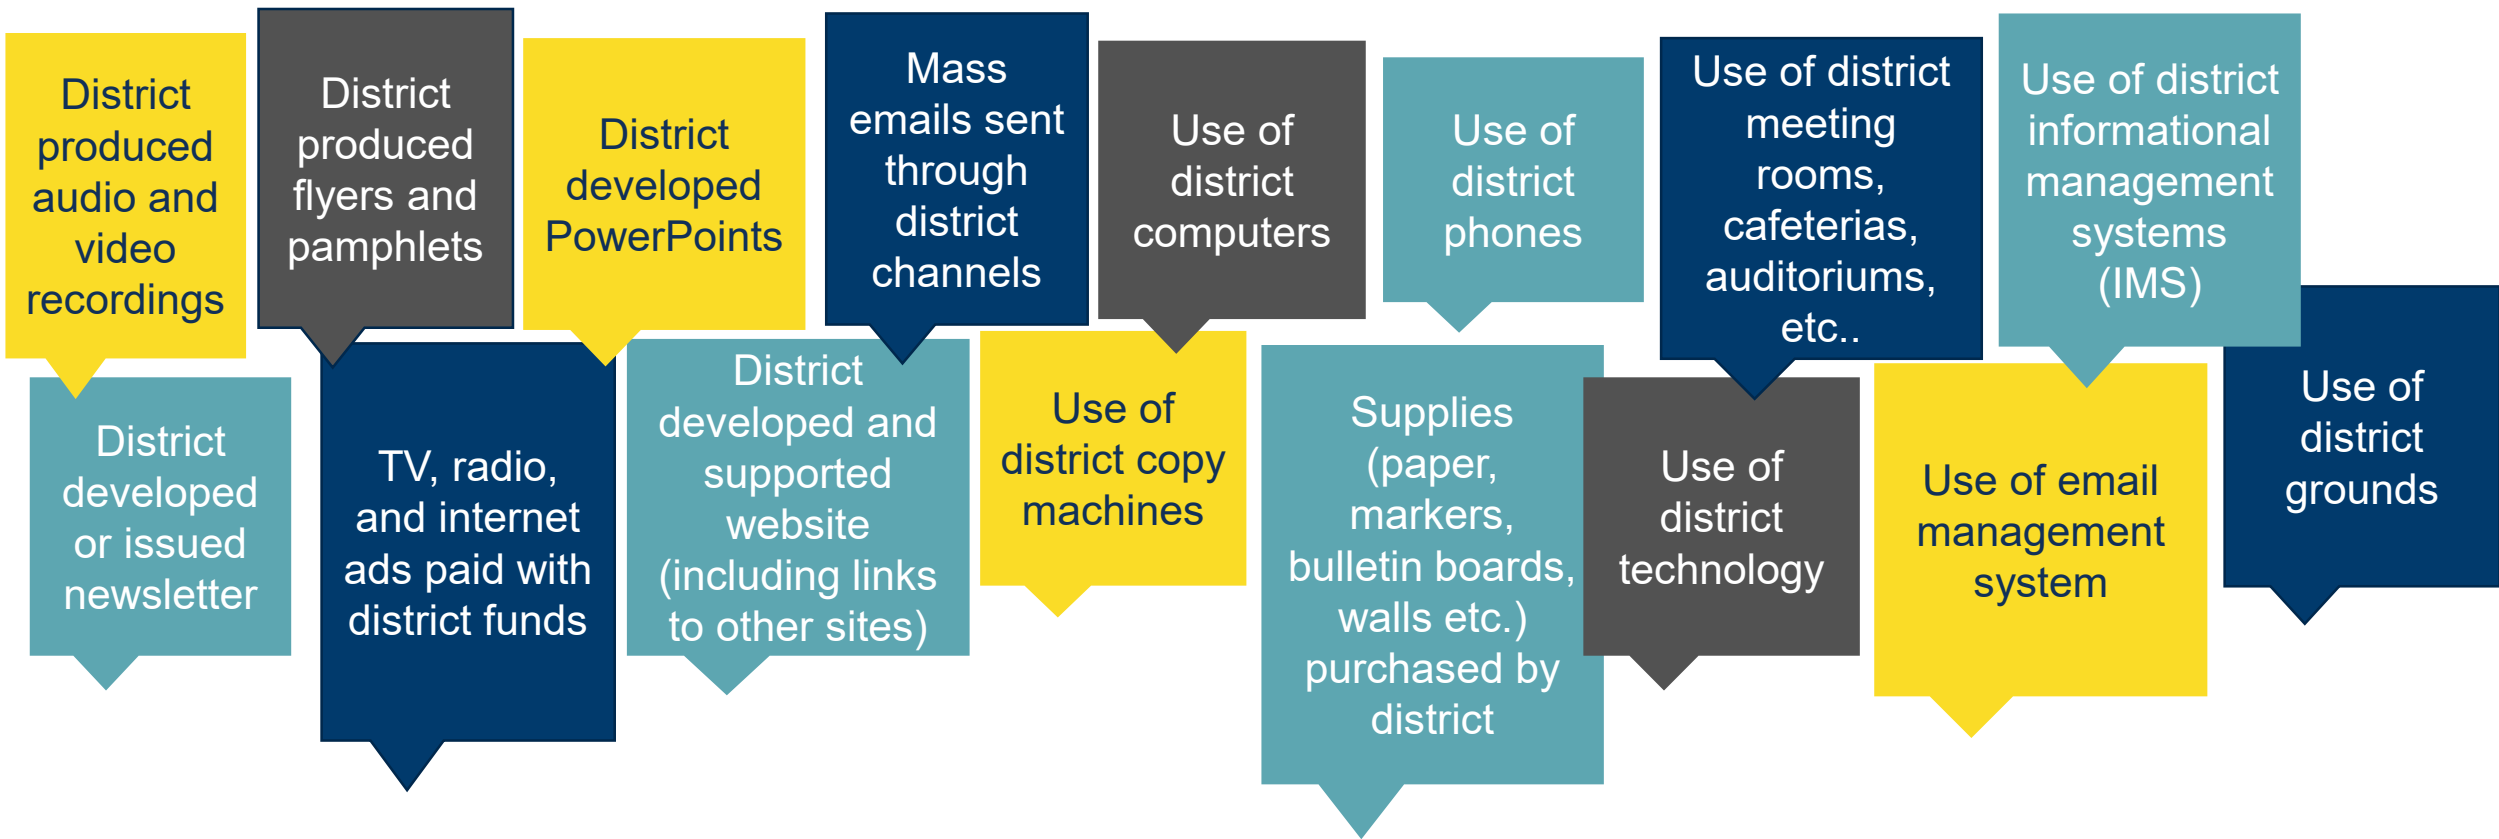 District
produced
audio and
video
recordings
District
produced
flyers and
pamphlets
District
developed
PowerPoints
Mass
emails sent
through
district
channels
Use of
district
computers
Use of
district
phones
Use of district
meeting
rooms,
cafeterias,
auditoriums,
etc..
Use of district
informational
management
systems
(IMS)
District
developed
or issued
newsletter
TV, radio,
and internet
ads paid with
district funds
District
developed and
supported
website
(including links
to other sites)
Use of
district copy
machines
Supplies
(paper,
markers,
bulletin boards,
walls etc.)
purchased by
district
Use of
district
technology
Use of email
management
system
Use of
district
grounds